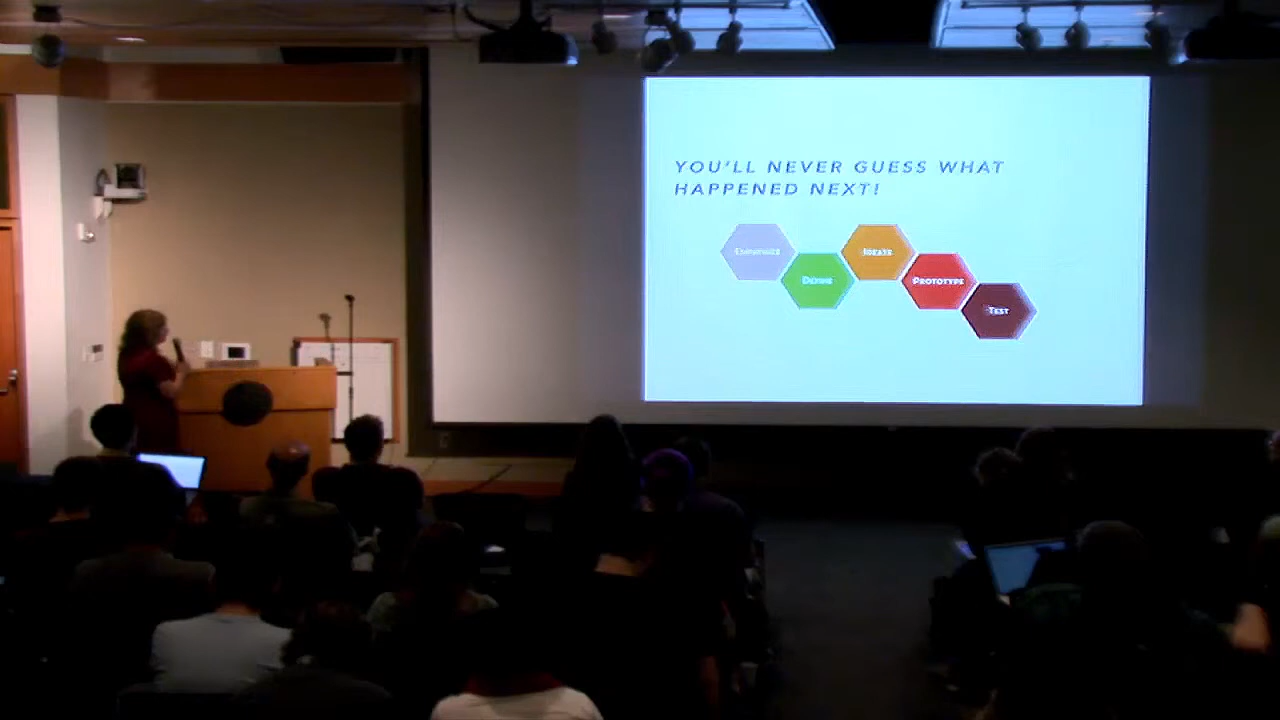 YOU'LL NEVER GUESS WHAT
HAPPENED NEXT!
EMPATHIZE
DEFINE
IDEATE
PROTOTYPE
TEST